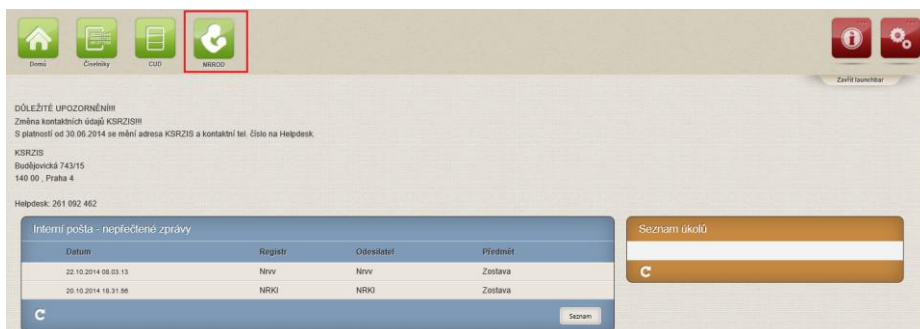 Domů Číselníky CUD NRROD
Zavřít launchbar
DŮLEŽITÉ UPOZORNĚNÍ!!!
Změna kontaktních údajů KSRZIS!!!
S platností od 30.06.2014 se mění adresa KSRZIS a kontaktní tel. číslo na Helpdesk.
KSRZIS
Budějovická 743/15
140 00 , Praha 4
Helpdesk: 261 092 462
Interní pošta - nepřečtené zprávy
Seznam úkolů
Datum Registr Odesilatel Předmět
22.10.2014 08.03.13 Nrvv Nrvv Zostava
20.10.2014 18.31.56 NRKI NRKI Zostava
Seznam